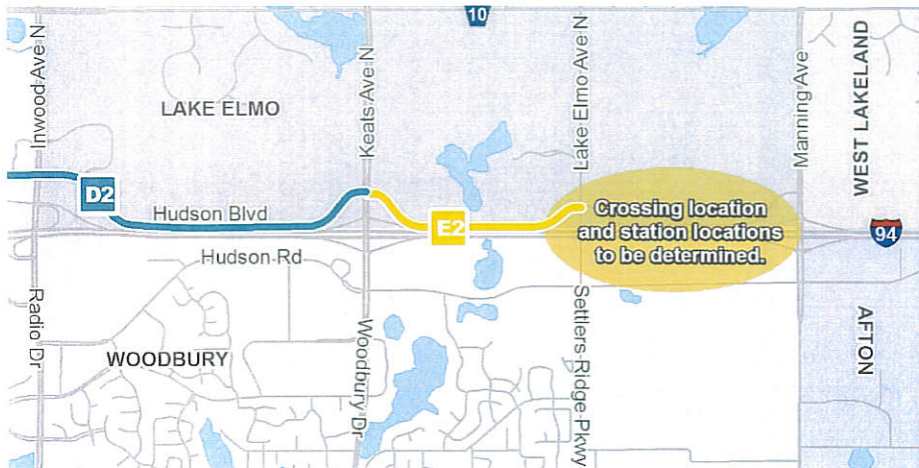 10
Inwood Ave N
Keats Ave N
Lake Elmo Ave N
Manning Ave
WEST LAKELAND
LAKE ELMO
D2
Hudson Blvd
E2
Crossing location
and station locations
to be determined.
94
Hudson Rd
Radio Dr
WOODBURY
Woodbury Dr
Settlers Ridge Pkwy
AFTON